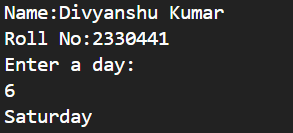 Name:Divyanshu Kumar
Roll No:2330441
Enter a day:
6
Saturday